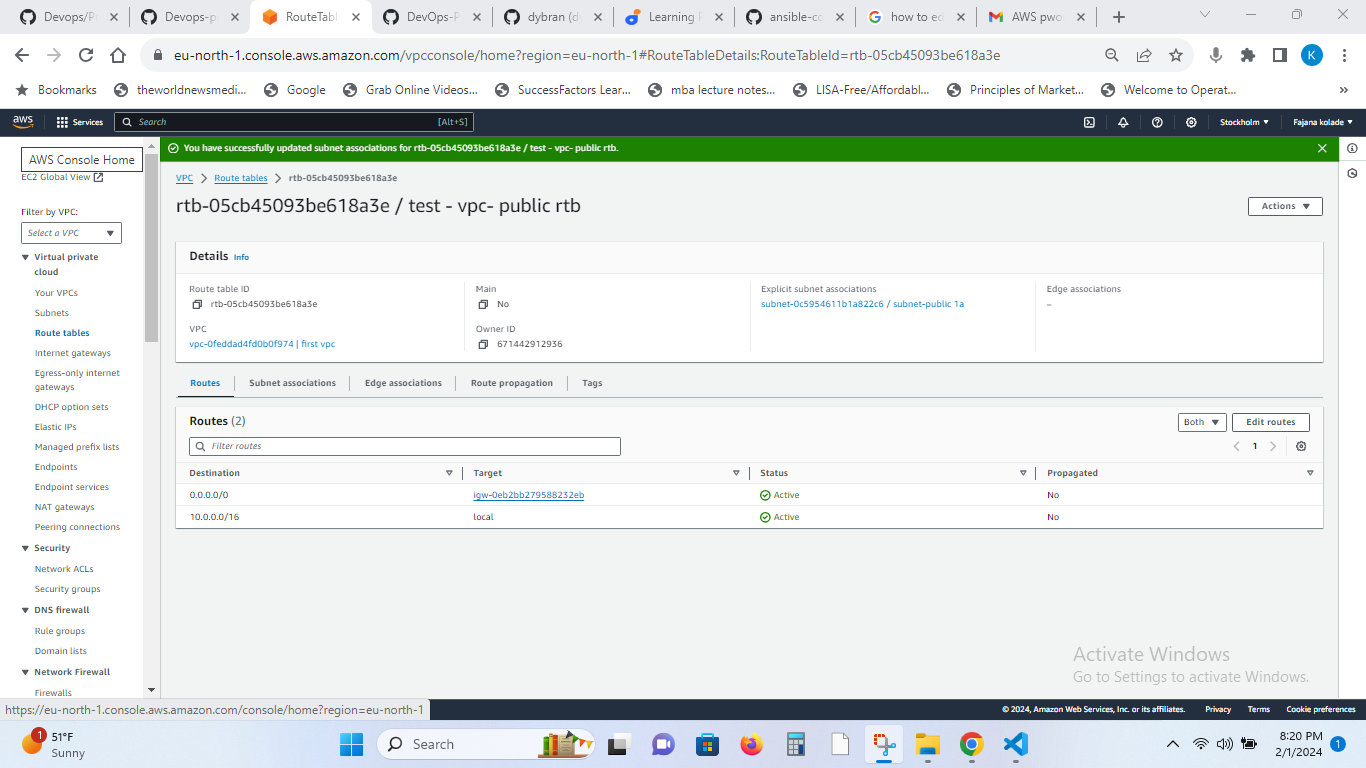 Devops/P
Devops-p
RouteTabl
DevOps-P
dybran (d
Learning
ansible-co
how to ed
AWS pwo
eu-north-1.console.aws.amazon.com/vpcconsole/home?region=eu-north-1#RouteTableDetails:RouteTableId=rtb-05cb45093be618a3e
K
Bookmarks
theworldnewsmedi...
Google
Grab Online Videos...
SuccessFactors Lear...
mba lecture notes...
LISA-Free/Affordabl...
Principles of Market...
Welcome to Operat...
»
aws
Services
Search
[Alt+S]
Stockholm
Fajana kolade
AWS Console Home
EC2 Global View
Filter by VPC:
Select a VPC
Virtual private
cloud
Your VPCs
Subnets
Route tables
Internet gateways
Egress-only internet
gateways
DHCP option sets
Elastic IPs
Managed prefix lists
Endpoints
Endpoint services
NAT gateways
Peering connections
Security
Network ACLs
Security groups
DNS firewall
Rule groups
Domain lists
Network Firewall
Firewalls
You have successfully updated subnet associations for rtb-05cb45093be618a3e / test - vpc- public rtb.
VPC
Route tables
rtb-05cb45093be618a3e
rtb-05cb45093be618a3e / test - vpc- public rtb
Actions
Details Info
Route table ID
rtb-05cb45093be618a3e
Main
No
Explicit subnet associations
subnet-0c5954611b1a822c6 / subnet-public 1a
Edge associations
–
VPC
vpc-0feddad4fd0b0f974 | first vpc
Owner ID
671442912936
Routes
Subnet associations
Edge associations
Route propagation
Tags
Routes (2)
Both
Edit routes
Filter routes
1
Destination Target Status Propagated
0.0.0.0/0 igw-0eb2bb279588232eb Active No
10.0.0.0/16 local Active No
Activate Windows
Go to Settings to activate Windows.
https://eu-north-1.console.aws.amazon.com/console/home?region=eu-north-1
© 2024, Amazon Web Services, Inc. or its affiliates.
Privacy
Terms
Cookie preferences
1
51°F
Sunny
Search
8:20 PM
2/1/2024
1